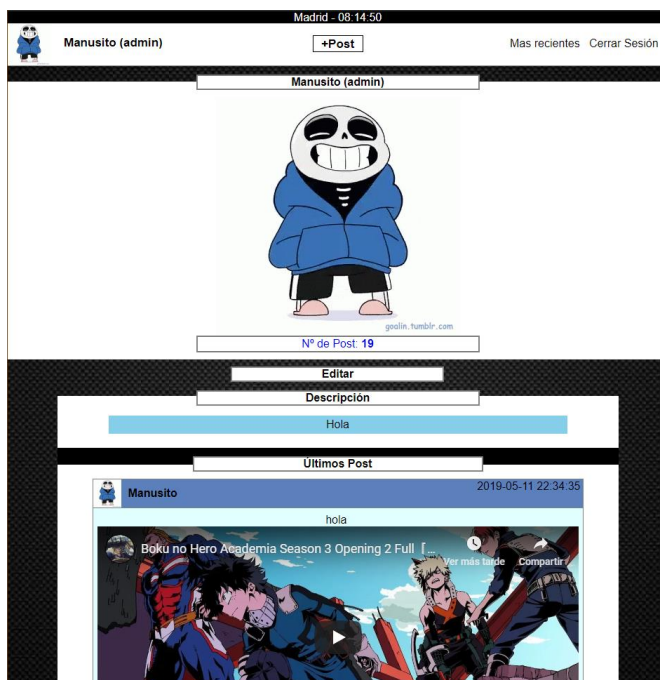 Madrid - 08:14:50
Manusito (admin)
+Post
Mas recientes Cerrar Sesión
Manusito (admin)
goolin.tumblr.com
Nº de Post: 19
Editar
Descripción
Hola
Últimos Post
Manusito
2019-05-11 22:34:35
hola
Boku no Hero Academia Season 3 Opening 2 Full「...
Ver más tarde
Compartir